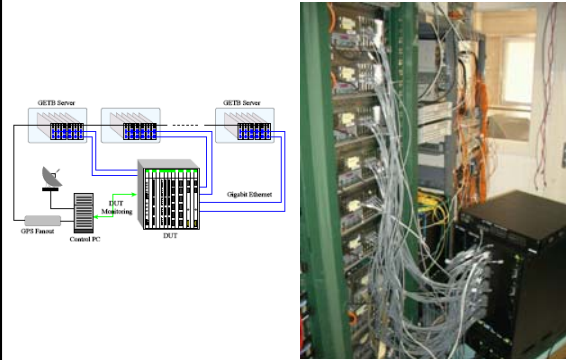 GETB Server
GETB Server
Gigabit Ethernet
DUT
Monitoring
GPS Fanout
Control PC
DUT